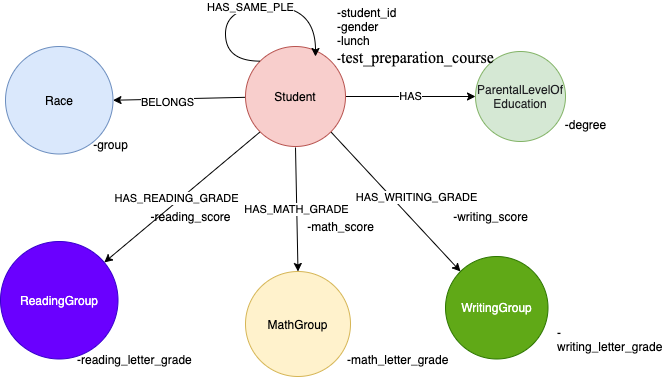 HAS_SAME_PLE
-student_id
-gender
-lunch
-test_preparation_course
Race
BELONGS
Student
HAS
ParentalLevelOf
Education
-group
-degree
HAS_READING_GRADE
-reading_score
HAS_MATH_GRADE
-math_score
HAS_WRITING_GRADE
-writing_score
ReadingGroup
MathGroup
WritingGroup
-reading_letter_grade
-math_letter_grade
-
writing_letter_grade